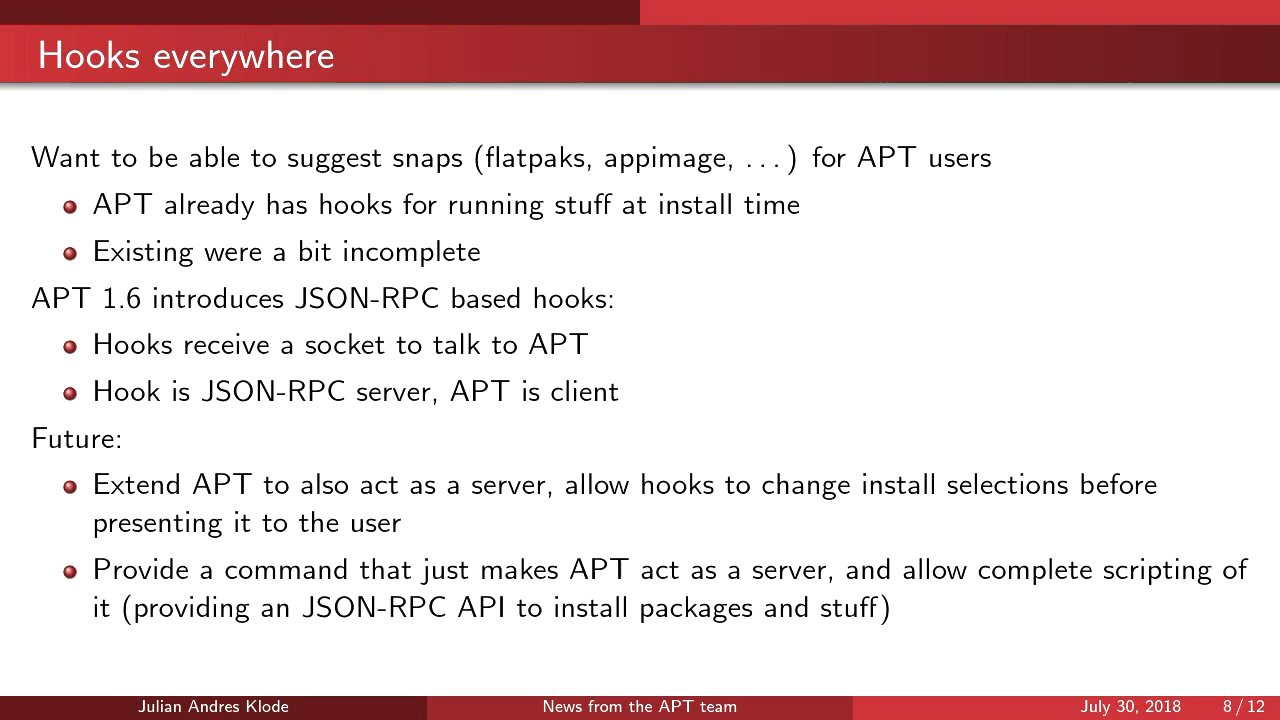 Hooks everywhere
Want to be able to suggest snaps (flatpaks, appimage, . . . ) for APT users
APT already has hooks for running stuff at install time
Existing were a bit incomplete
APT 1.6 introduces JSON-RPC based hooks:
Hooks receive a socket to talk to APT
Hook is JSON-RPC server, APT is client
Future:
Extend APT to also act as a server, allow hooks to change install selections before
presenting it to the user
Provide a command that just makes APT act as a server, and allow complete scripting of
it (providing an JSON-RPC API to install packages and stuff)
Julian Andres Klode News from the APT team July 30, 2018 8 / 12